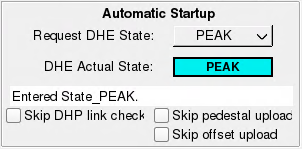 Automatic Startup
Request DHE State: PEAK
DHE Actual State: PEAK
Entered State_PEAK.
Skip DHP link check Skip pedestal upload
Skip offset upload